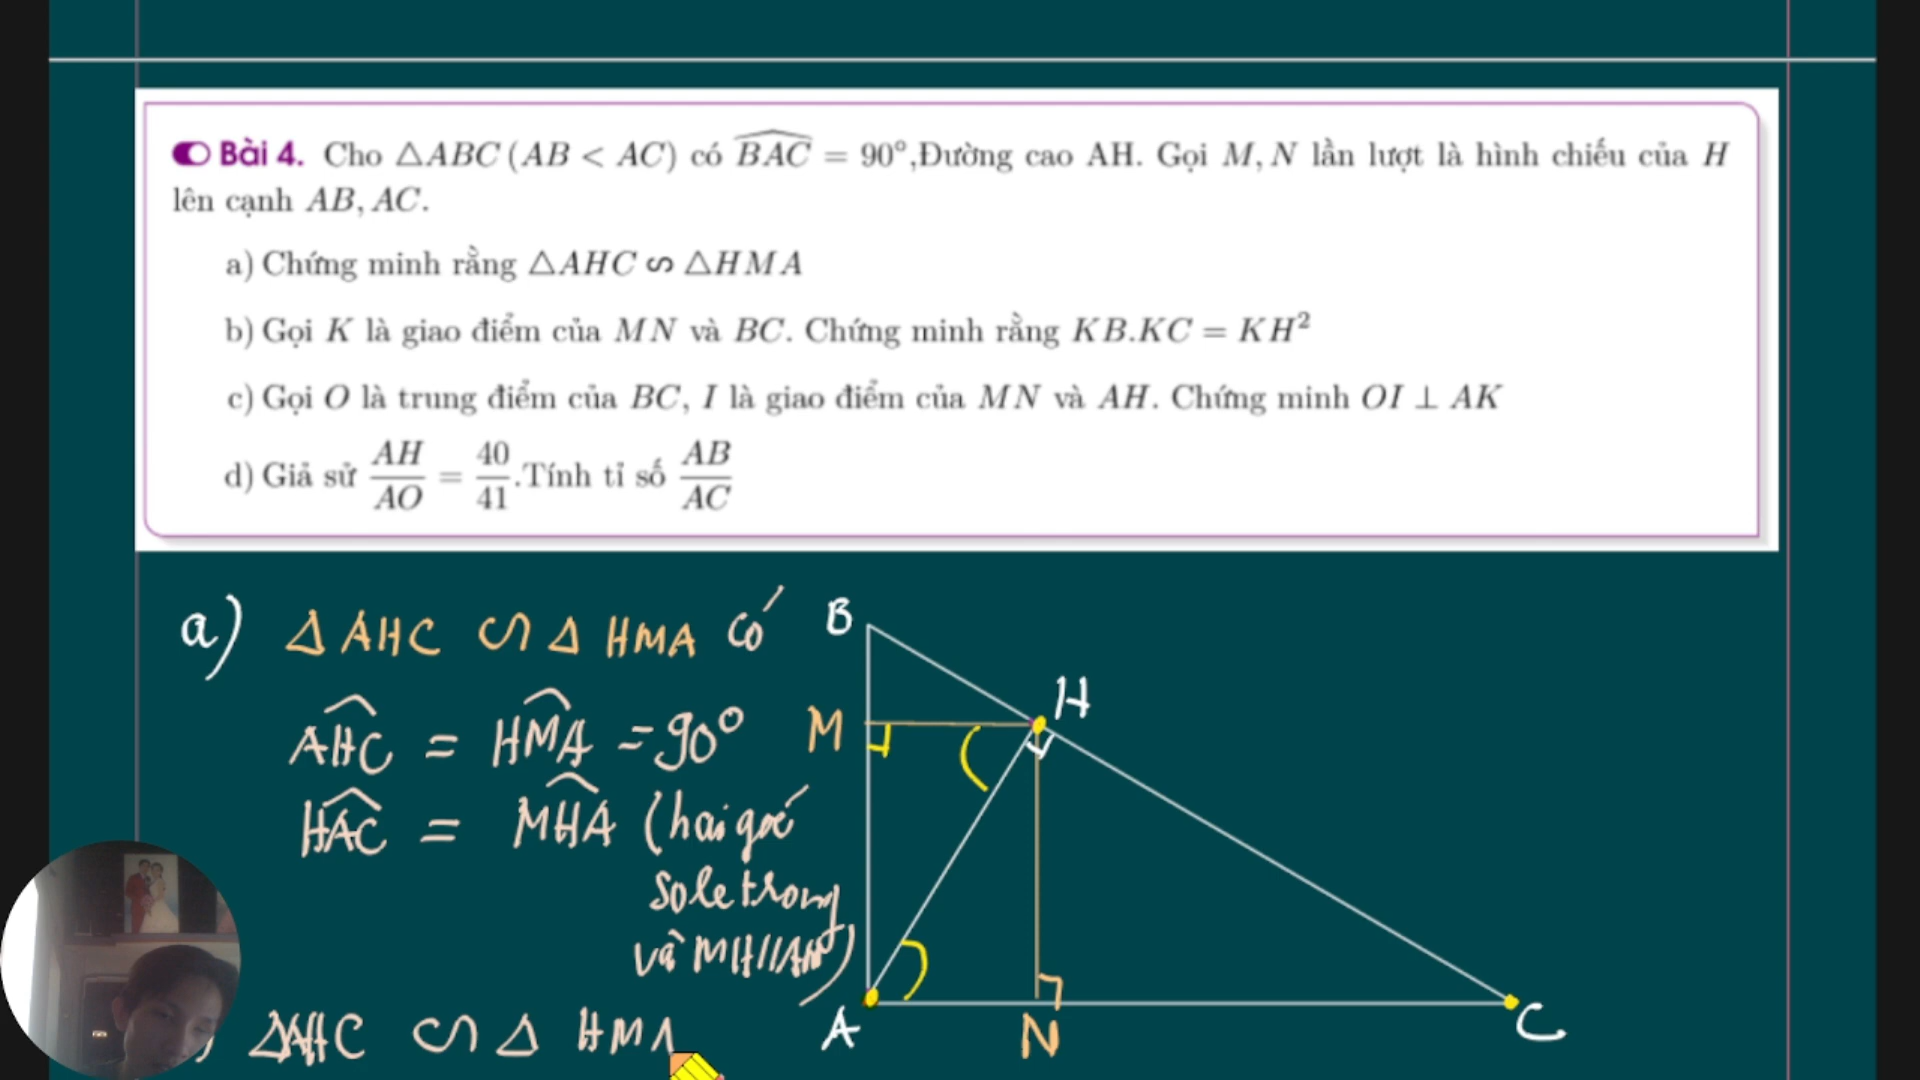 Bài 4. Cho △ABC (AB < AC) có \widehat{BAC} = 90°,Đường cao AH. Gọi M, N lần lượt là hình chiếu của H
lên cạnh AB, AC.
a) Chứng minh rằng △AHC ∽ △HMA
b) Gọi K là giao điểm của MN và BC. Chứng minh rằng KB.KC = KH²
c) Gọi O là trung điểm của BC, I là giao điểm của MN và AH. Chứng minh OI ⊥ AK
d) Giả sử AH/AO = 40/41.Tính tỉ số AB/AC
a) △ AHC ∽ △ HMA có
\widehat{AHC} = \widehat{HMA} = 90°
\widehat{HAC} = \widehat{MHA} (hai góc
sole trong
và MH//AN)
△AHC ∽ △ HMA
B
H
M
A
N
C